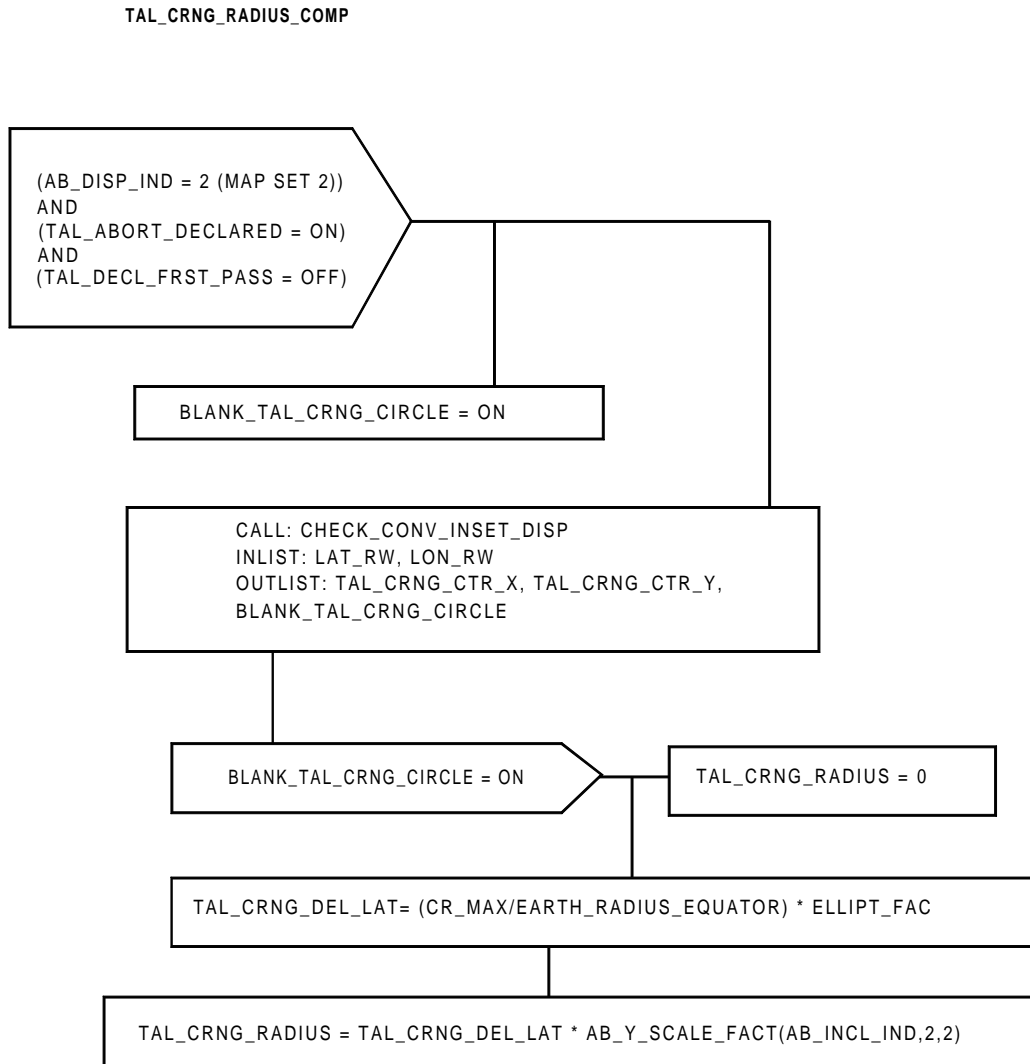 TAL_CRNG_RADIUS_COMP
(AB_DISP_IND = 2 (MAP SET 2))
AND
(TAL_ABORT_DECLARED = ON)
AND
(TAL_DECL_FRST_PASS = OFF)
BLANK_TAL_CRNG_CIRCLE = ON
CALL: CHECK_CONV_INSET_DISP
INLIST: LAT_RW, LON_RW
OUTLIST: TAL_CRNG_CTR_X, TAL_CRNG_CTR_Y,
BLANK_TAL_CRNG_CIRCLE
BLANK_TAL_CRNG_CIRCLE = ON
TAL_CRNG_RADIUS = 0
TAL_CRNG_DEL_LAT= (CR_MAX/EARTH_RADIUS_EQUATOR) * ELLIPT_FAC
TAL_CRNG_RADIUS = TAL_CRNG_DEL_LAT * AB_Y_SCALE_FACT(AB_INCL_IND,2,2)